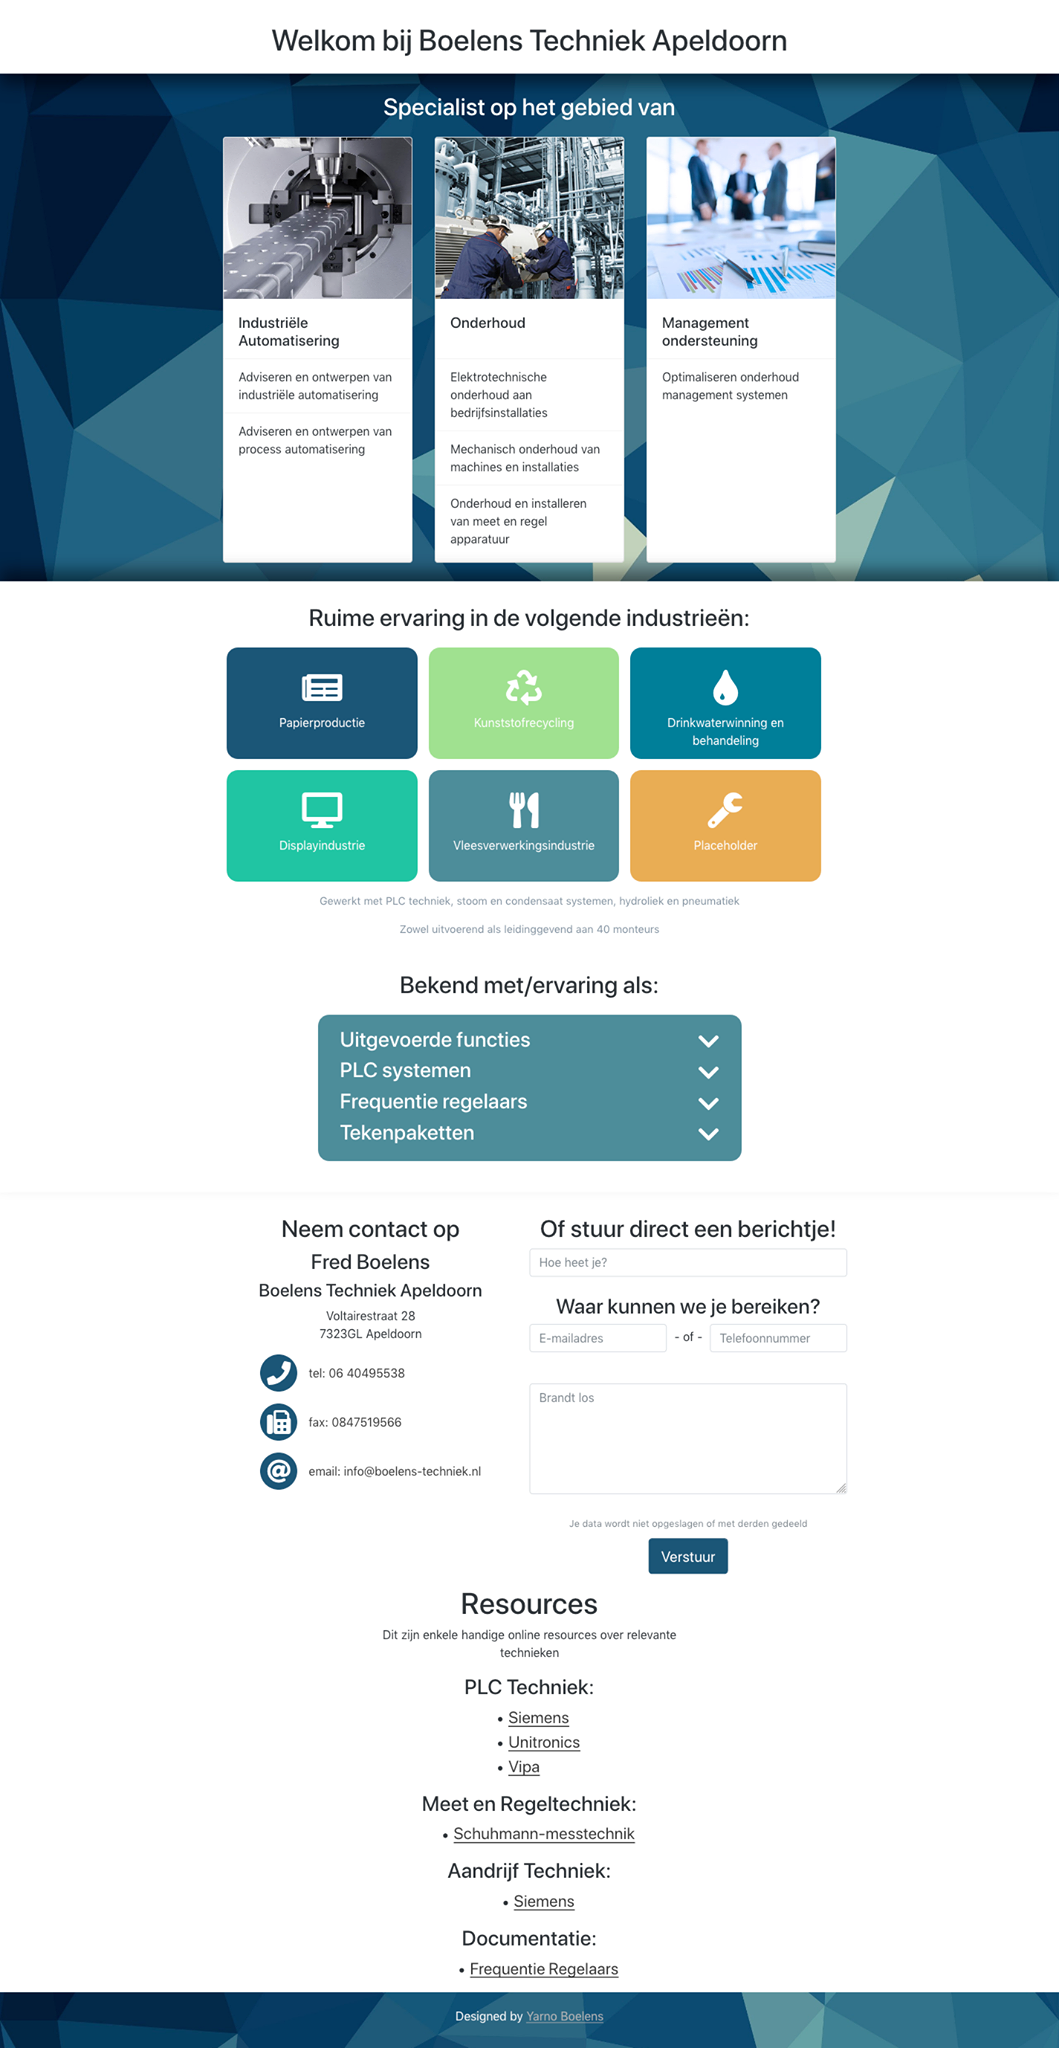 Welkom bij Boelens Techniek Apeldoorn
Specialist op het gebied van
Industriële
Automatisering
Adviseren en ontwerpen van
industriële automatisering
Adviseren en ontwerpen van
process automatisering
Onderhoud
Elektrotechnische
onderhoud aan
bedrijfsinstallaties
Mechanisch onderhoud van
machines en installaties
Onderhoud en installeren
van meet en regel
apparatuur
Management
ondersteuning
Optimaliseren onderhoud
management systemen
Ruime ervaring in de volgende industrieën:
Papierproductie
Kunststofrecycling
Drinkwaterwinning en
behandeling
Displayindustrie
Vleesverwerkingsindustrie
Placeholder
Gewerkt met PLC techniek, stoom en condensaat systemen, hydroliek en pneumatiek
Zowel uitvoerend als leidinggevend aan 40 monteurs
Bekend met/ervaring als:
Uitgevoerde functies
PLC systemen
Frequentie regelaars
Tekenpaketten
Neem contact op
Fred Boelens
Boelens Techniek Apeldoorn
Voltairestraat 28
7323GL Apeldoorn
tel: 06 40495538
fax: 0847519566
email: info@boelens-techniek.nl
Of stuur direct een berichtje!
Hoe heet je?
Waar kunnen we je bereiken?
E-mailadres - of - Telefoonnummer
Brandt los
Je data wordt niet opgeslagen of met derden gedeeld
Verstuur
Resources
Dit zijn enkele handige online resources over relevante
technieken
PLC Techniek:
• Siemens
• Unitronics
• Vipa
Meet en Regeltechniek:
• Schuhmann-messtechnik
Aandrijf Techniek:
• Siemens
Documentatie:
• Frequentie Regelaars
Designed by Yarno Boelens